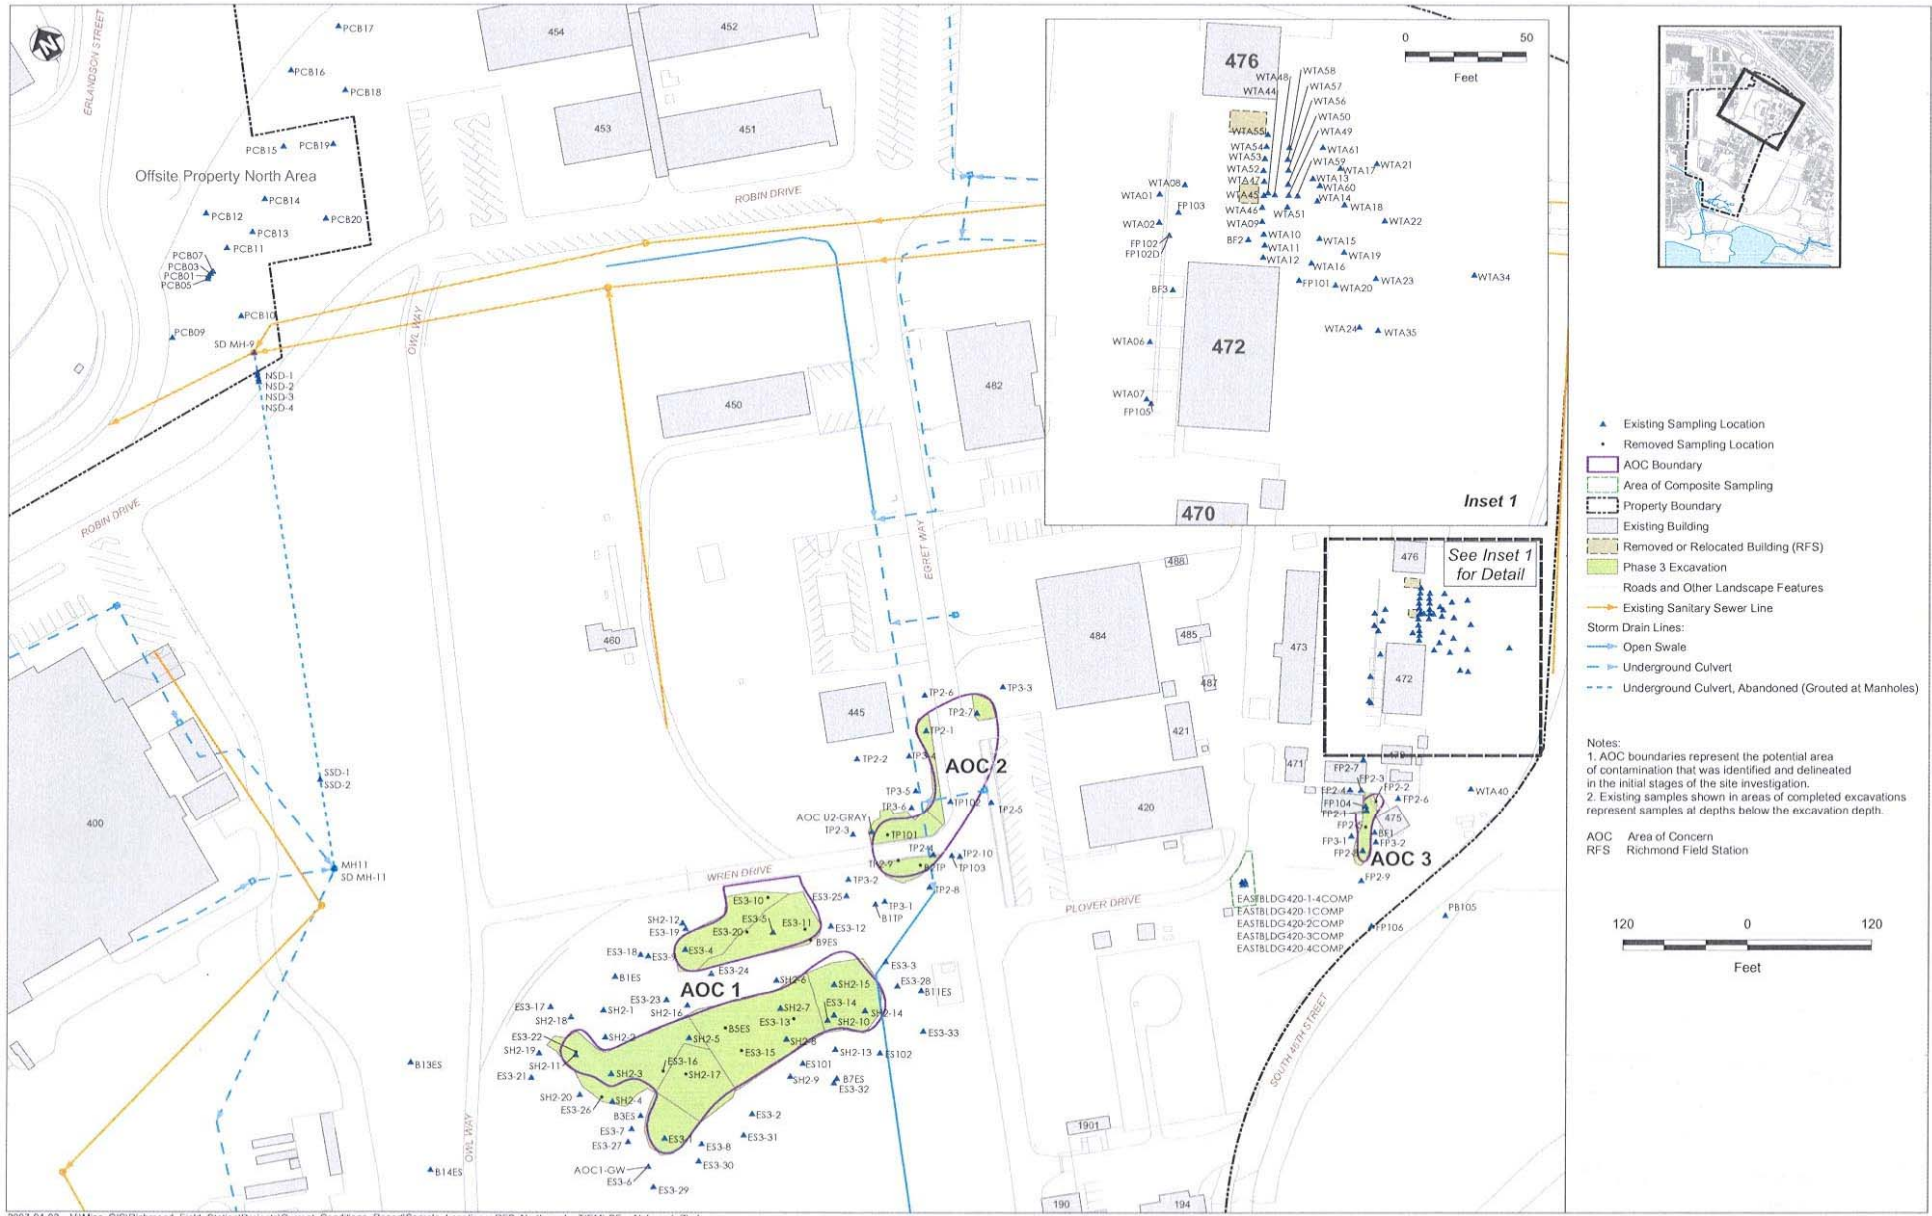 ERLANDSON STREET
PCB17
PCB16
PCB18
PCB15
PCB19
Offsite Property North Area
PCB14
PCB12
PCB20
PCB13
PCB11
PCB07
PCB03
PCB01
PCB05
PCB10
PCB09
SD MH-9
NSD-1
NSD-2
NSD-3
NSD-4
ROBIN DRIVE
OWL WAY
454
452
453
451
ROBIN DRIVE
450
482
EGRET WAY
460
445
484
488
485
487
473
421
471
420
476
472
470
See Inset 1
for Detail
400
SSD-1
SSD-2
MH11
SD MH-11
WREN DRIVE
PLOVER DRIVE
SOUTH 46TH STREET
OWL WAY
1901
190
194
TP3-3
TP2-6
TP2-7
TP2-1
TP3-4
TP2-2
AOC 2
TP3-5
TP3-6
TP102
TP2-5
AOC U2-GRAY
TP2-3
TP101
TP2-4
TP2-9
B2TP
TP2-10
TP103
TP3-2
TP2-8
TP3-1
B1TP
ES3-25
ES3-10
SH2-12
ES3-19
ES3-5
ES3-20
ES3-11
ES3-12
B9ES
ES3-4
ES3-18
ES3-9
ES3-24
B1ES
AOC 1
SH2-6
SH2-15
ES3-3
ES3-28
B11ES
ES3-23
SH2-16
ES3-17
SH2-18
SH2-1
SH2-7
ES3-14
SH2-14
ES3-13
SH2-10
ES3-33
B5ES
ES3-22
SH2-19
SH2-11
SH2-2
SH2-5
SH2-8
ES3-15
SH2-13
ES102
ES101
B13ES
ES3-21
SH2-3
ES3-16
SH2-17
SH2-9
B7ES
ES3-32
SH2-20
ES3-26
SH2-4
B3ES
ES3-2
ES3-7
ES3-27
ES3-1
ES3-8
ES3-31
AOC1-GW
ES3-6
ES3-30
ES3-29
B14ES
FP2-7
FP2-3
FP2-4
FP2-2
FP104
FP2-6
FP2-1
475
FP2-5
BF1
FP3-1
FP3-2
FP2-8
AOC 3
FP2-9
WTA40
PB105
FP106
EASTBLDG420-1-4COMP
EASTBLDG420-1COMP
EASTBLDG420-2COMP
EASTBLDG420-3COMP
EASTBLDG420-4COMP
0 50
Feet
476
WTA58
WTA48
WTA57
WTA44
WTA56
WTA50
WTA49
WTA55
WTA54
WTA61
WTA53
WTA59
WTA21
WTA52
WTA17
WTA47
WTA13
WTA60
WTA08
WTA01
WTA45
WTA14
WTA18
FP103
WTA46
WTA51
WTA22
WTA02
WTA09
FP102
FP102D
BF2
WTA10
WTA11
WTA12
WTA15
WTA19
WTA16
FP101
WTA20
WTA23
WTA34
BF3
WTA24
WTA35
WTA06
472
WTA07
FP105
470
Inset 1
Existing Sampling Location
Removed Sampling Location
AOC Boundary
Area of Composite Sampling
Property Boundary
Existing Building
Removed or Relocated Building (RFS)
Phase 3 Excavation
Roads and Other Landscape Features
Existing Sanitary Sewer Line
Storm Drain Lines:
Open Swale
Underground Culvert
Underground Culvert, Abandoned (Grouted at Manholes)
Notes:
1. AOC boundaries represent the potential area
of contamination that was identified and delineated
in the initial stages of the site investigation.
2. Existing samples shown in areas of completed excavations
represent samples at depths below the excavation depth.
AOC Area of Concern
RFS Richmond Field Station
120 0 120
Feet